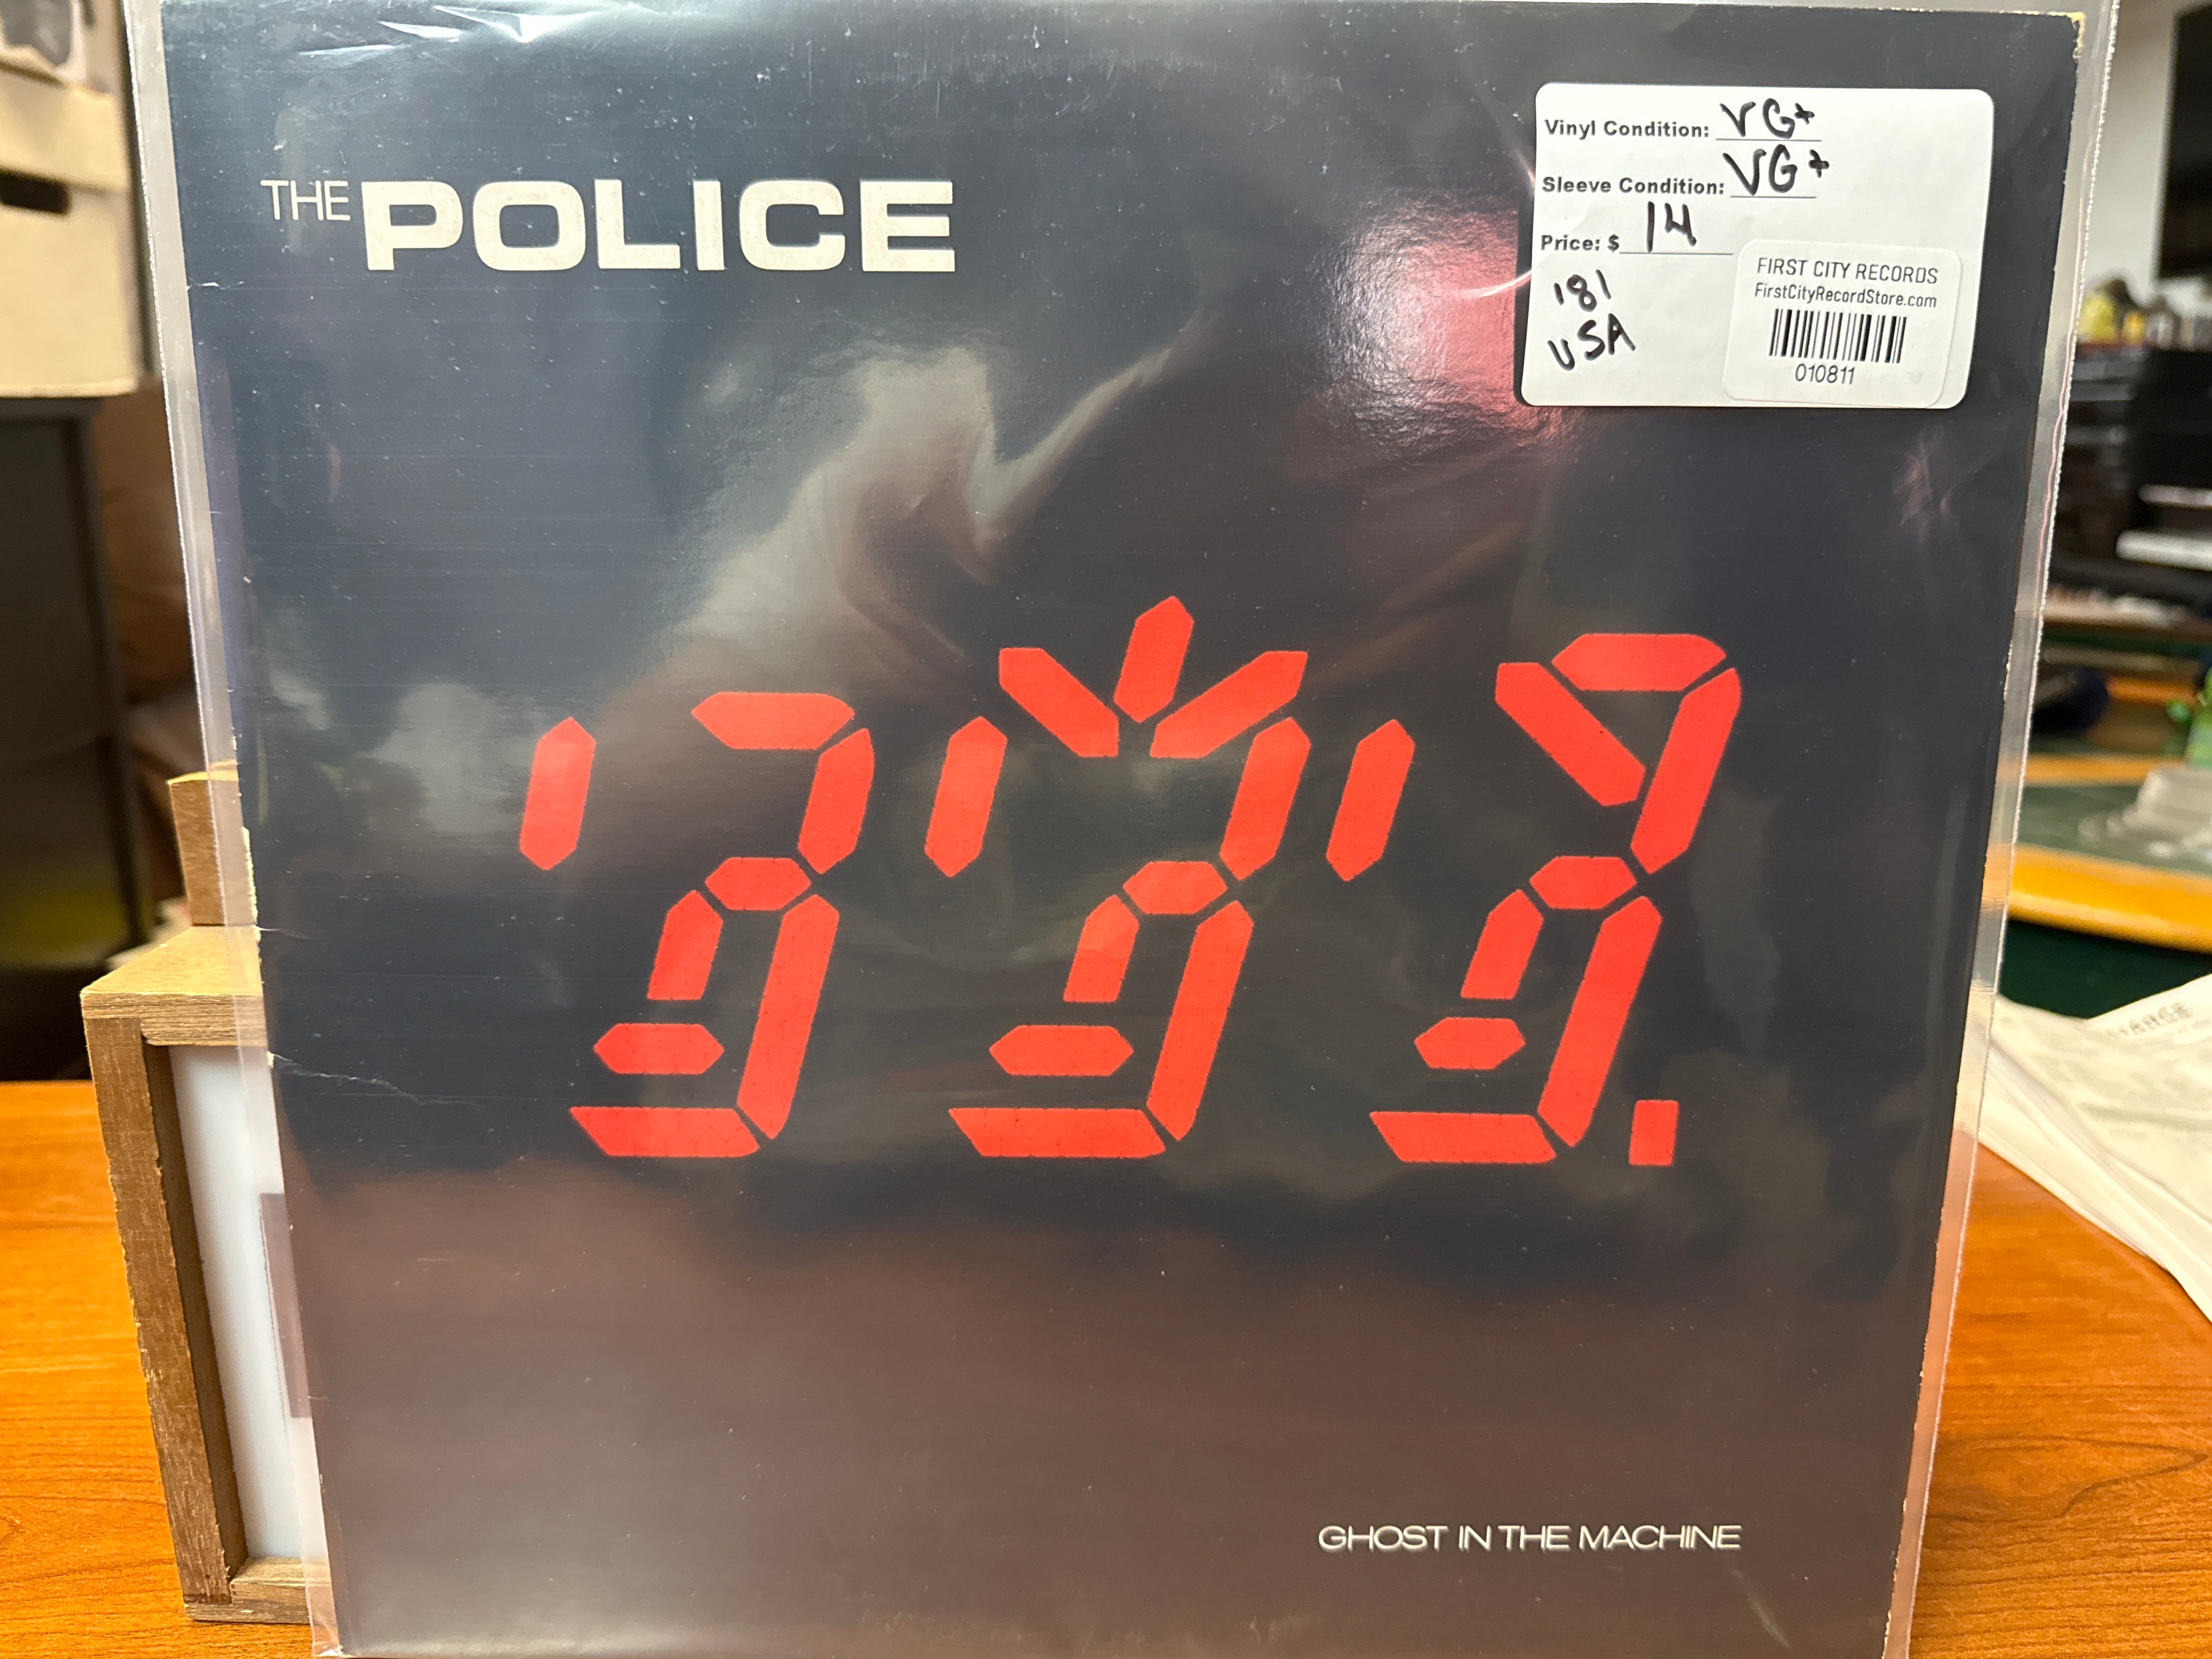 THE POLICE
Vinyl Condition: VG+
Sleeve Condition: VG+
Price: $ 14
'81
USA
FIRST CITY RECORDS
FirstCityRecordStore.com
010811
GHOST IN THE MACHINE